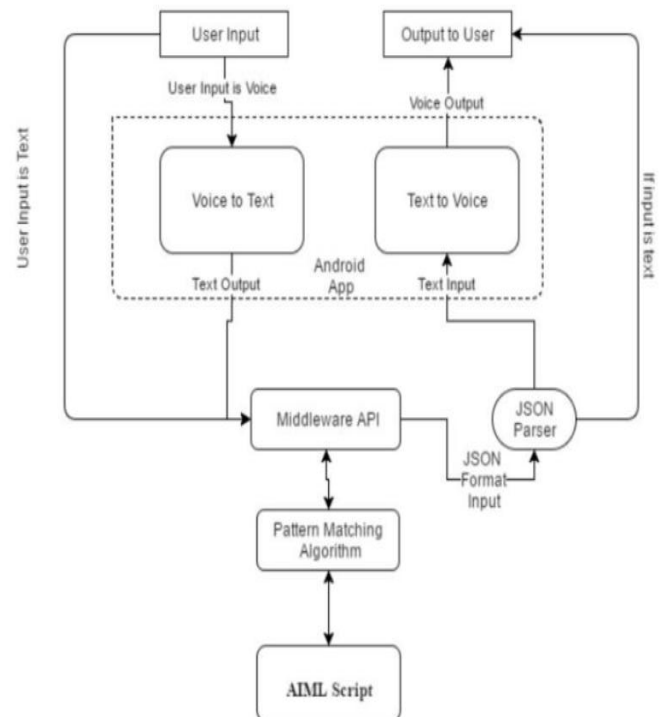 User Input
Output to User
User Input is Voice
Voice Output
User Input is Text
If input is text
Voice to Text
Text to Voice
Android
App
Text Output
Text Input
Middleware API
JSON
Parser
JSON
Format
Input
Pattern Matching
Algorithm
AIML Script